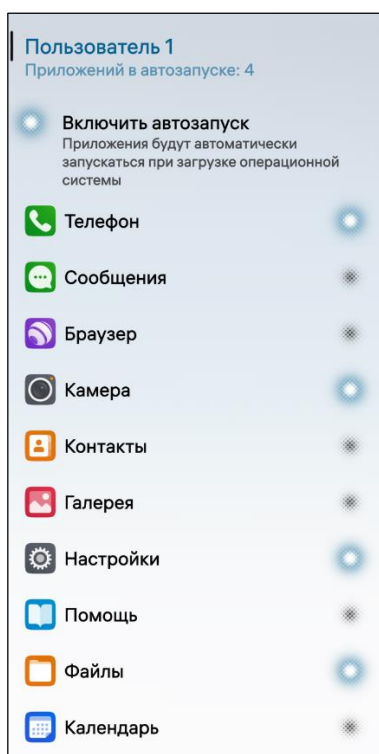 Пользователь 1
Приложений в автозапуске: 4
Включить автозапуск
Приложения будут автоматически
запускаться при загрузке операционной
системы
Телефон
Сообщения
Браузер
Камера
Контакты
Галерея
Настройки
Помощь
Файлы
Календарь